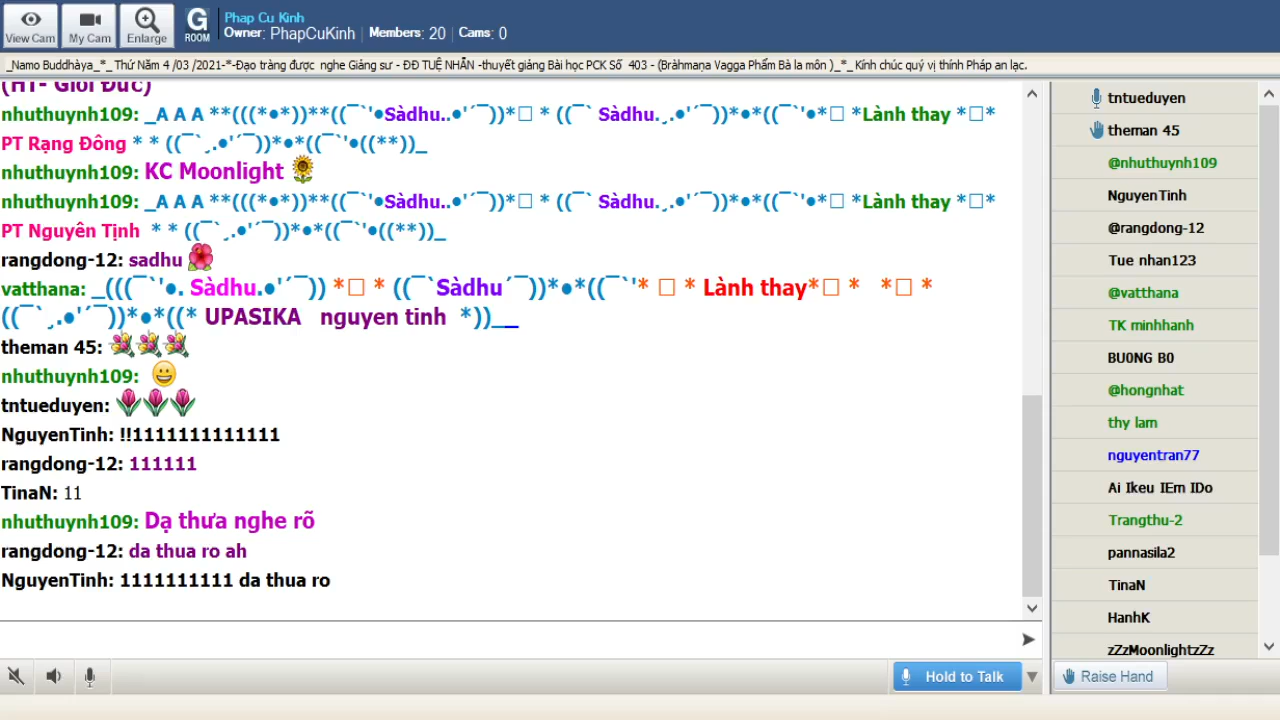 View Cam
My Cam
Enlarge
G
ROOM
Phap Cu Kinh
Owner: PhapCuKinh | Members: 20 | Cams: 0
_Namo Buddhàya_*_ Thứ Năm 4 /03 /2021-*-Đạo tràng được nghe Giảng sư - ĐĐ TUỆ NHẪN -thuyết giảng Bài học PCK Số 403 - (Bràhmaṇa Vagga Phẩm Bà la môn )_*_ Kính chúc quý vị thính Pháp an lạc.
(HT- Giới Đức)
nhuthuynh109: _A A A **(((*•*))**((¯`'•Sàdhu..•'´¯))*□ * ((¯` Sàdhu.¸.•'´¯))*•*((¯`'•*□ *Lành thay *□*
PT Rạng Đông * * ((¯`¸.•'´¯))*•*((¯`'•((**))_
nhuthuynh109: KC Moonlight
nhuthuynh109: _A A A **(((*•*))**((¯`'•Sàdhu..•'´¯))*□ * ((¯` Sàdhu.¸.•'´¯))*•*((¯`'•*□ *Lành thay *□*
PT Nguyên Tịnh * * ((¯`¸.•'´¯))*•*((¯`'•((**))_
rangdong-12: sadhu
vatthana: _(((¯`'•. Sàdhu.•'´¯)) *□ * ((¯`Sàdhu´¯))*•*((¯`'* □ * Lành thay*□ * *□ *
((¯`¸.•'´¯))*•*((* UPASIKA nguyen tinh *))__
theman 45:
nhuthuynh109:
tntueduyen:
NguyenTinh: !!1111111111111
rangdong-12: 111111
TinaN: 11
nhuthuynh109: Dạ thưa nghe rõ
rangdong-12: da thua ro ah
NguyenTinh: 1111111111 da thua ro
Hold to Talk
tntueduyen
theman 45
@nhuthuynh109
NguyenTinh
@rangdong-12
Tue nhan123
@vatthana
TK minhhanh
BU0NG B0
@hongnhat
thy lam
nguyentran77
Ai Ikeu IEm IDo
Trangthu-2
pannasila2
TinaN
HanhK
zZzMoonlightzZz
Raise Hand